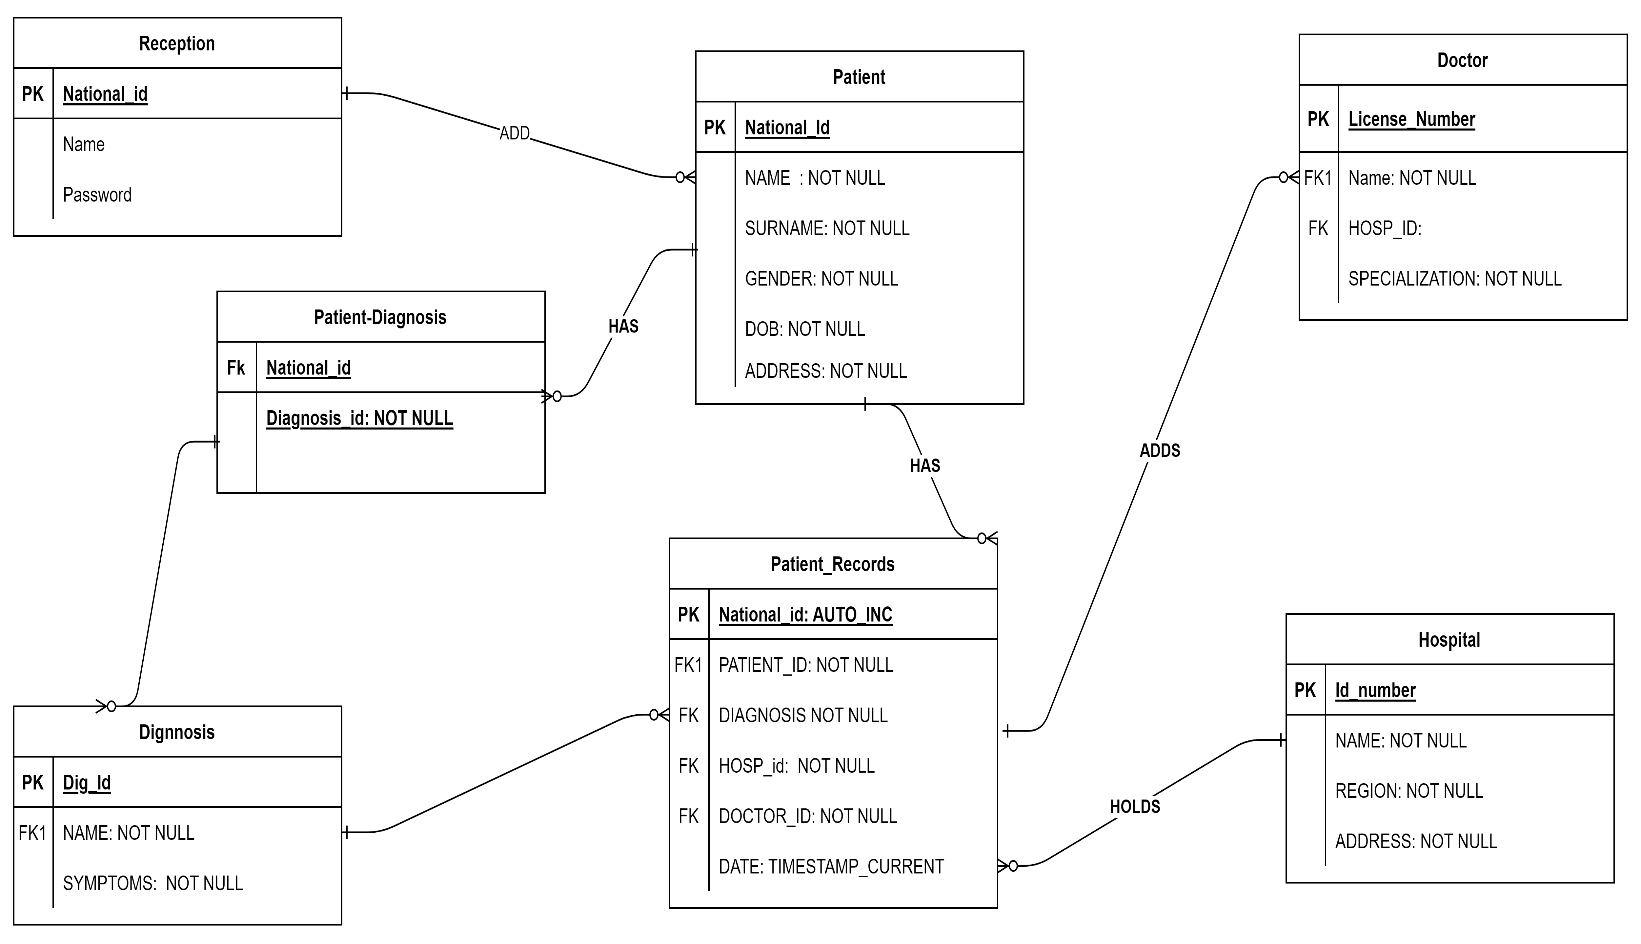 Reception
PK National_id
Name
Password
ADD
Patient
PK National_Id
NAME : NOT NULL
SURNAME: NOT NULL
GENDER: NOT NULL
DOB: NOT NULL
ADDRESS: NOT NULL
Doctor
PK License_Number
FK1 Name: NOT NULL
FK HOSP_ID:
SPECIALIZATION: NOT NULL
Patient-Diagnosis
Fk National_id
Diagnosis_id: NOT NULL
HAS
HAS
ADDS
Patient_Records
PK National_id: AUTO_INC
FK1 PATIENT_ID: NOT NULL
FK DIAGNOSIS NOT NULL
FK HOSP_id: NOT NULL
FK DOCTOR_ID: NOT NULL
DATE: TIMESTAMP_CURRENT
Hospital
PK Id_number
NAME: NOT NULL
REGION: NOT NULL
ADDRESS: NOT NULL
HOLDS
Dignnosis
PK Dig_Id
FK1 NAME: NOT NULL
SYMPTOMS: NOT NULL